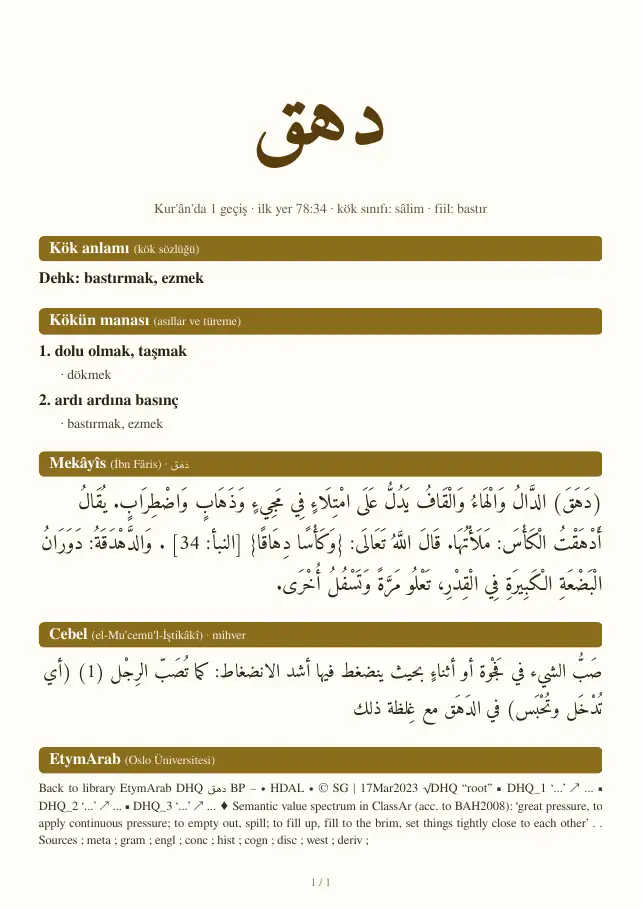 دهق
Kur'ân'da 1 geçiş · ilk yer 78:34 · kök sınıfı: sâlim · fiil: bastır
Kök anlamı (kök sözlüğü)
Dehk: bastırmak, ezmek
Kökün manası (asıllar ve türeme)
1. dolu olmak, taşmak
· dökmek
2. ardı ardına basınç
· bastırmak, ezmek
Mekâyîs (İbn Fâris) · دَهَقَ
(دَهَقَ) الدَّالُ وَالْهَاءُ وَالْقَافُ يَدُلُّ عَلَى امْتِلَاءٍ فِي مَجِيءٍ وَذَهَابٍ وَاضْطِرَابٍ. يُقَالُ
أَدْهَقْتُ الْكَأْسَ: مَلَأْتُهَا. قَالَ اللَّهُ تَعَالَى: {وَكَأْسًا دِهَاقًا} [النبأ: 34] . وَالدَّهْدَقَةُ: دَوَرَانُ
الْبَضْعَةِ الْكَبِيرَةِ فِي الْقِدْرِ، تَعْلُو مَرَّةً وَتَسْفُلُ أُخْرَى.
Cebel (el-Mu'cemü'l-İştikâkî) · mihver
صَبُّ الشيء في فَجْوة أو أثناءٍ بحيث ينضغط فيها أشد الانضغاط: كما تُصَبّ الرِجْل (1) (أي
تُدْخَل وتُحْبَس) في الدَهَق مع غِلظة ذلك
EtymArab (Oslo Üniversitesi)
Back to library EtymArab DHQ دهق BP – • HDAL • © SG | 17Mar2023 √DHQ “root” ▪ DHQ_1 ‘...’ ↗ ... ▪
DHQ_2 ‘...’ ↗ ... ▪ DHQ_3 ‘...’ ↗ ... ♦ Semantic value spectrum in ClassAr (acc. to BAH2008): ‘great pressure, to
apply continuous pressure; to empty out, spill; to fill up, fill to the brim, set things tightly close to each other’ . .
Sources ; meta ; gram ; engl ; conc ; hist ; cogn ; disc ; west ; deriv ;
1 / 1